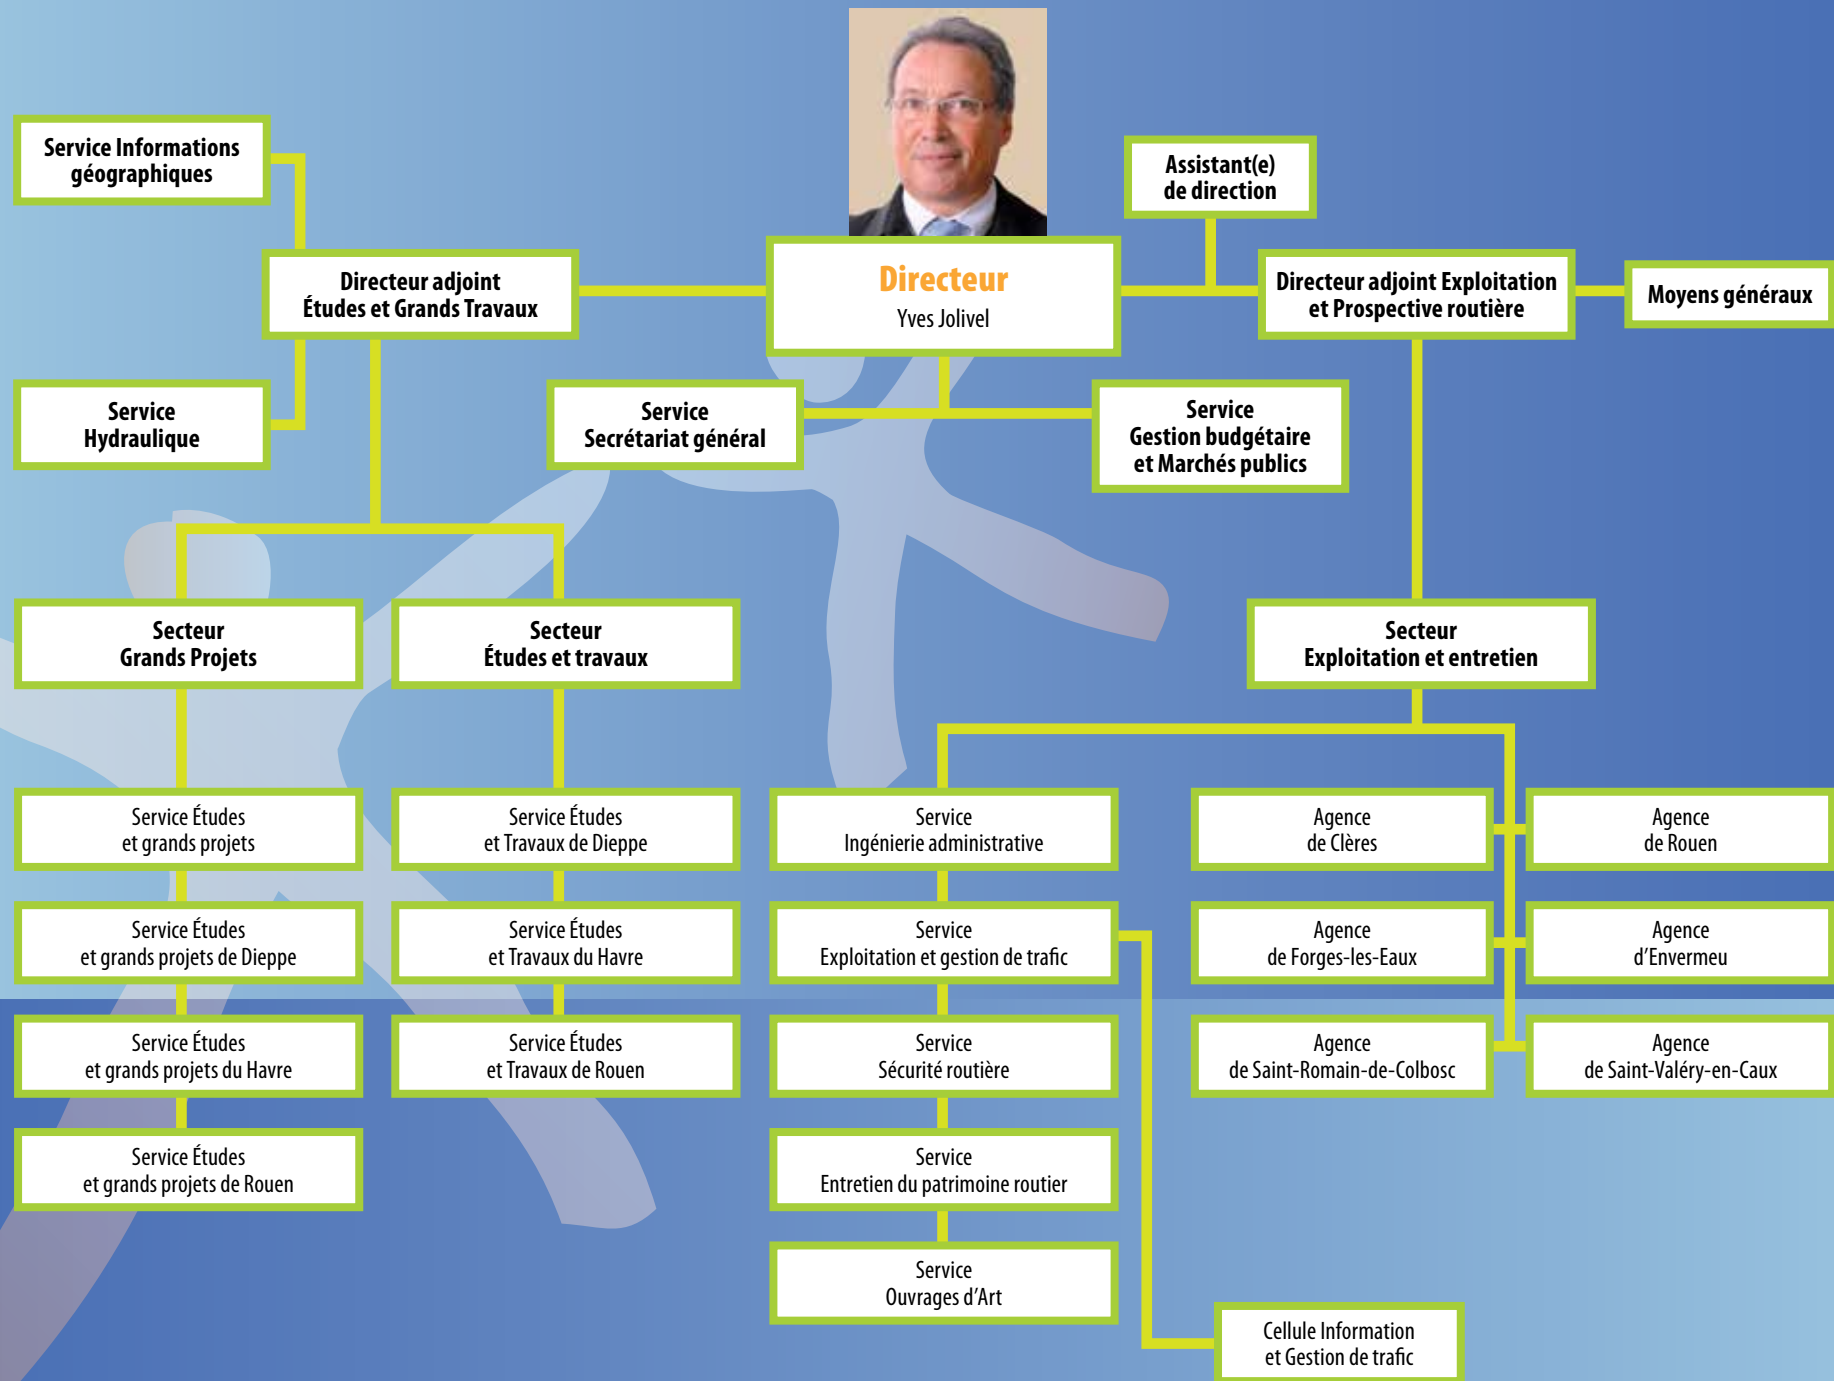 Service Informations
géographiques
Assistant(e)
de direction
Directeur adjoint
Études et Grands Travaux
Directeur
Yves Jolivel
Directeur adjoint Exploitation
et Prospective routière
Moyens généraux
Service
Hydraulique
Service
Secrétariat général
Service
Gestion budgétaire
et Marchés publics
Secteur
Grands Projets
Secteur
Études et travaux
Secteur
Exploitation et entretien
Service Études
et grands projets
Service Études
et Travaux de Dieppe
Service
Ingénierie administrative
Agence
de Clères
Agence
de Rouen
Service Études
et grands projets de Dieppe
Service Études
et Travaux du Havre
Service
Exploitation et gestion de trafic
Agence
de Forges-les-Eaux
Agence
d'Envermeu
Service Études
et grands projets du Havre
Service Études
et Travaux de Rouen
Service
Sécurité routière
Agence
de Saint-Romain-de-Colbosc
Agence
de Saint-Valéry-en-Caux
Service Études
et grands projets de Rouen
Service
Entretien du patrimoine routier
Service
Ouvrages d'Art
Cellule Information
et Gestion de trafic